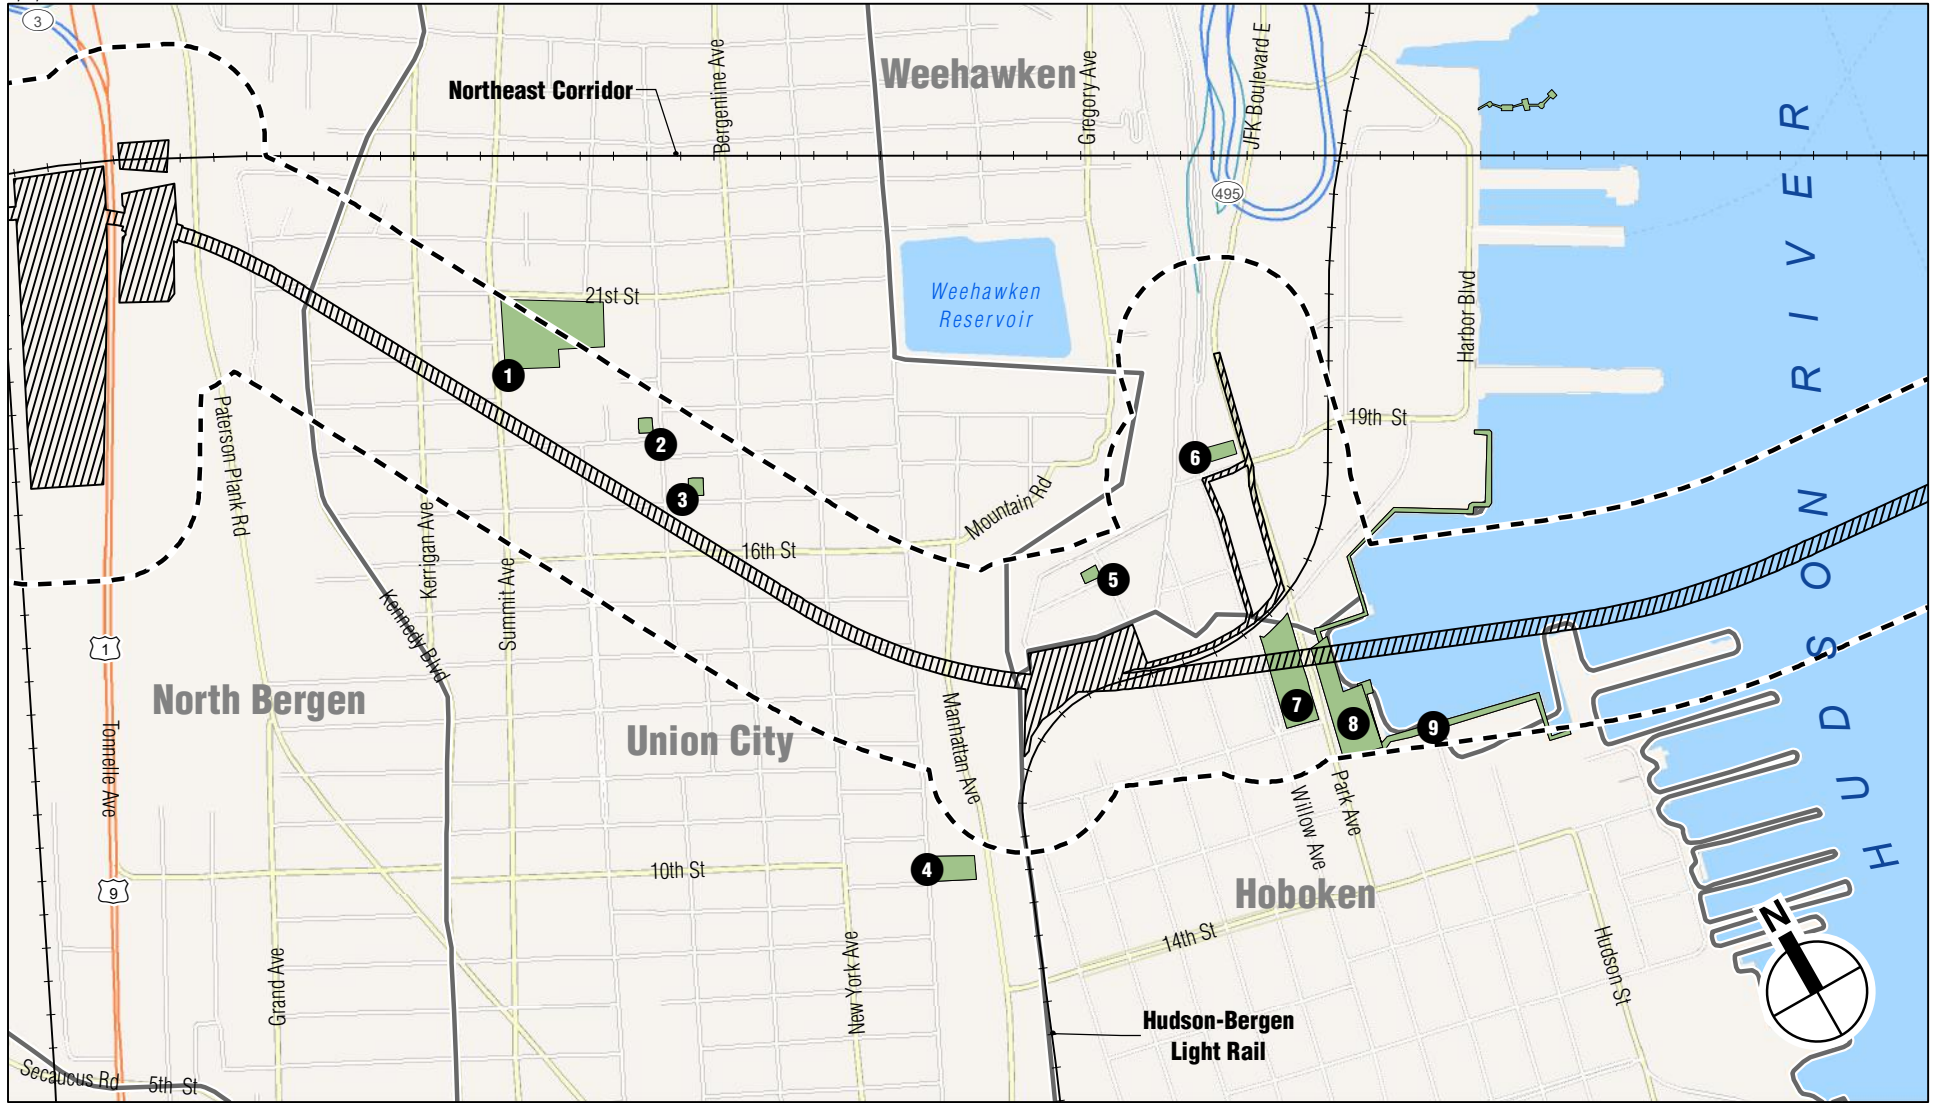 3
Northeast Corridor
Bergenline Ave
Weehawken
Gregory Ave
JFK Boulevard E
495
Weehawken
Reservoir
21st St
Harbor Blvd
1
2
3
6
19th St
Paterson Plank Rd
Kerrigan Ave
Summit Ave
16th St
Mountain Rd
5
Kennedy Blvd
1
North Bergen
Union City
Tonnelle Ave
Manhattan Ave
7
8
9
Willow Ave
Park Ave
HUDSON RIVER
10th St
4
9
Hoboken
14th St
Grand Ave
New York Ave
Hudson St
N
Hudson-Bergen
Light Rail
Secaucus Rd
5th St